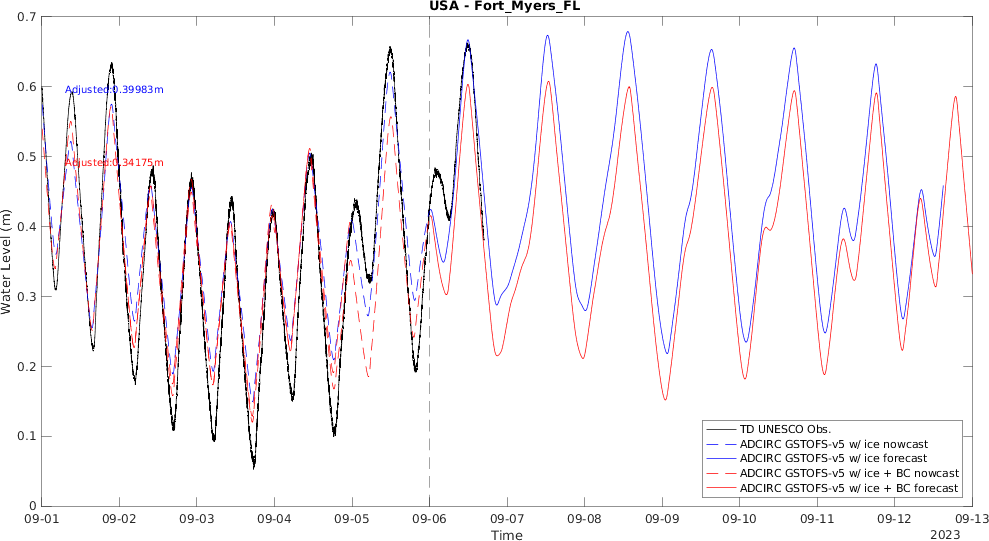 USA - Fort_Myers_FL
0.7
0.6
0.5
0.4
0.3
0.2
0.1
0
Water Level (m)
Adjusted:0.39983m
Adjusted:0.34175m
TD UNESCO Obs.
ADCIRC GSTOFS-v5 w/ ice nowcast
ADCIRC GSTOFS-v5 w/ ice forecast
ADCIRC GSTOFS-v5 w/ ice + BC nowcast
ADCIRC GSTOFS-v5 w/ ice + BC forecast
09-01 09-02 09-03 09-04 09-05 09-06 09-07 09-08 09-09 09-10 09-11 09-12 09-13
Time
2023